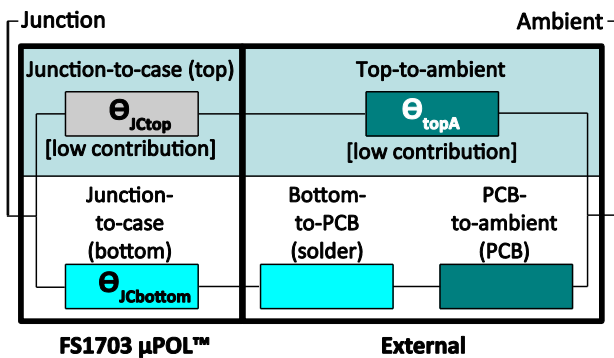 Junction
Ambient
Junction-to-case (top)
Top-to-ambient
ΘJCtop
ΘtopA
[low contribution]
[low contribution]
Junction-
to-case
(bottom)
Bottom-
to-PCB
(solder)
PCB-
to-ambient
(PCB)
ΘJCbottom
FS1703 µPOL™
External